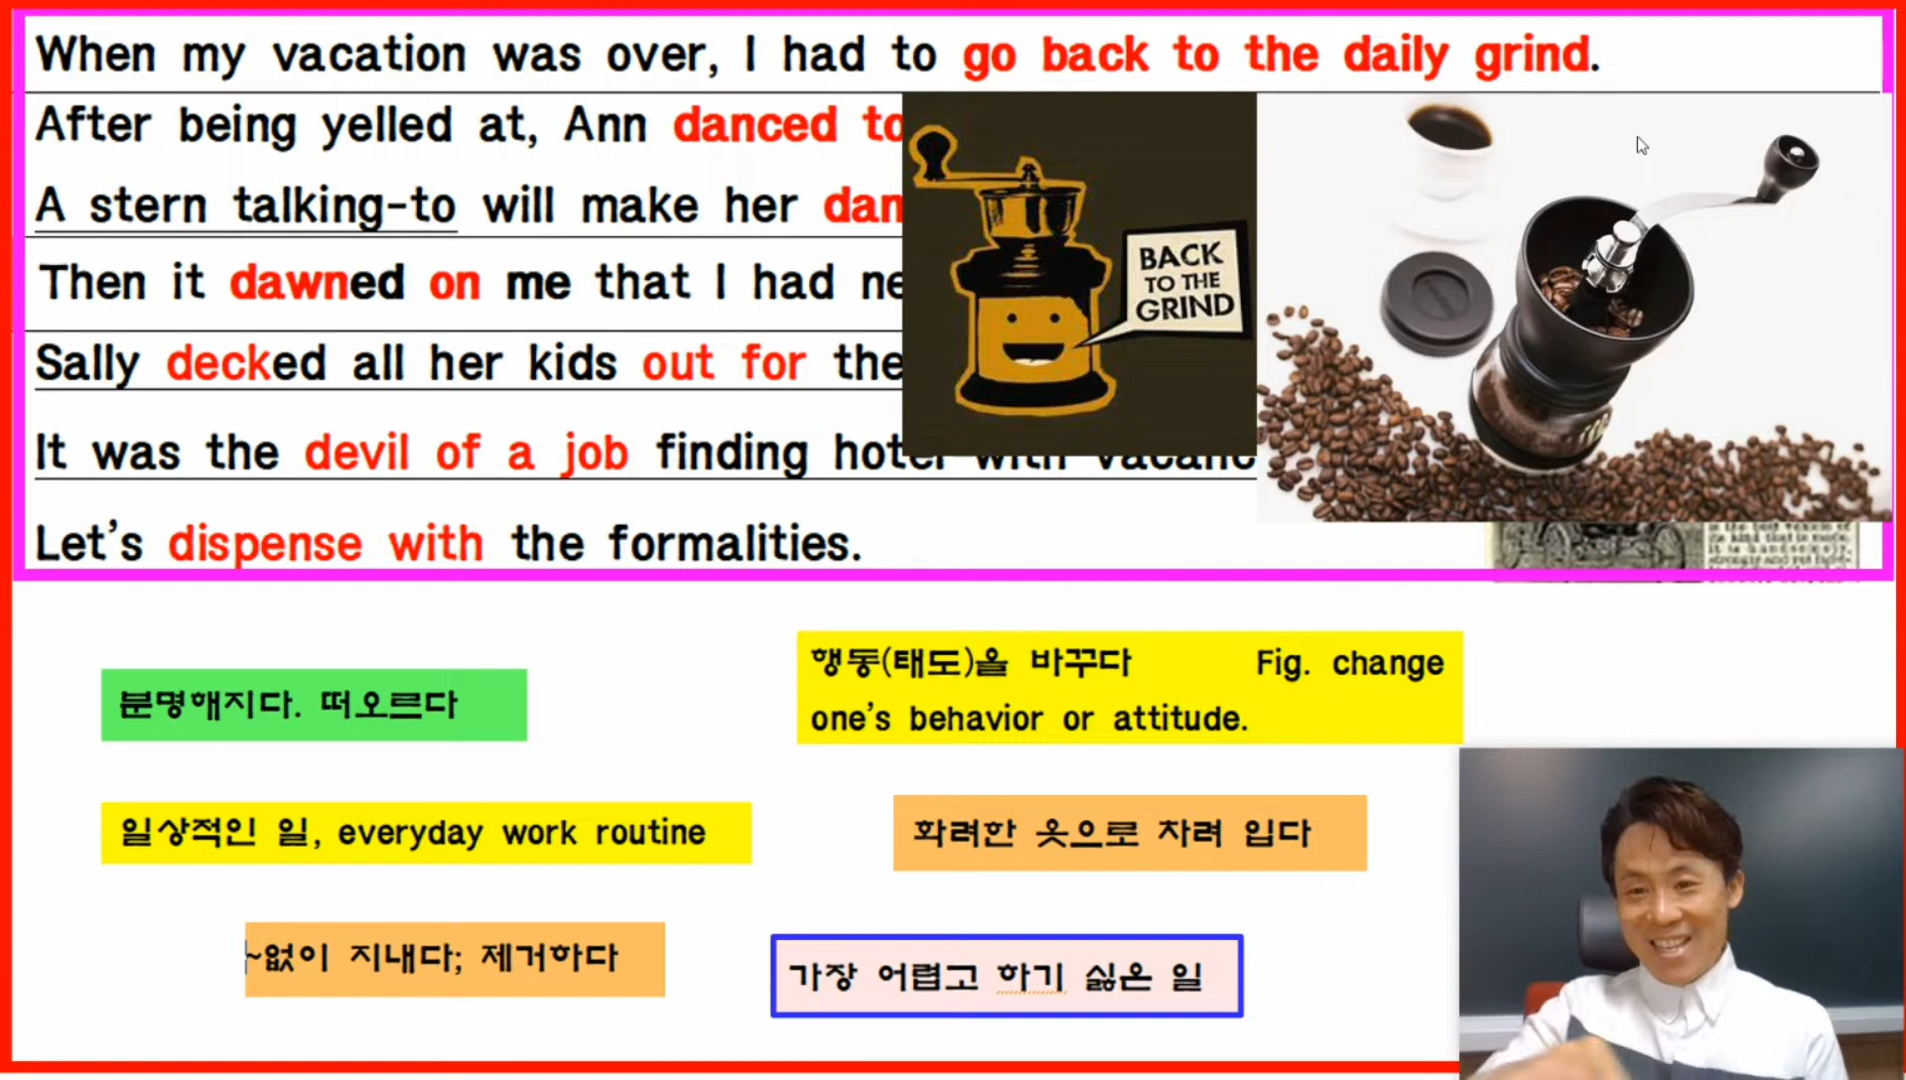 When my vacation was over, I had to go back to the daily grind.
After being yelled at, Ann danced to
A stern talking-to will make her
Then it dawned on me that I had
Sally decked all her kids out for the
It was the devil of a job finding hotel with
Let's dispense with the formalities.
BACK
TO THE
GRIND
분명해지다. 떠오르다
행동(태도)을 바꾸다 Fig. change
one's behavior or attitude.
일상적인 일, everyday work routine
화려한 옷으로 차려 입다
~없이 지내다; 제거하다
가장 어렵고 하기 싫은 일